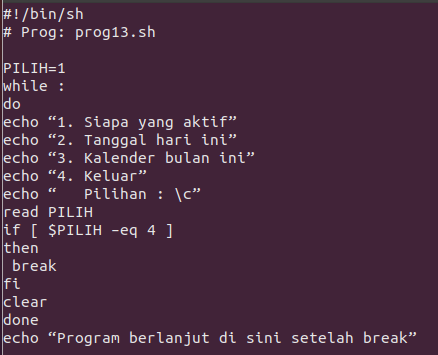 #!/bin/sh
# Prog: prog13.sh

PILIH=1
while :
do
echo “1. Siapa yang aktif”
echo “2. Tanggal hari ini”
echo “3. Kalender bulan ini”
echo “4. Keluar”
echo “   Pilihan : \c”
read PILIH
if [ $PILIH –eq 4 ]
then
 break
fi
clear
done
echo “Program berlanjut di sini setelah break”